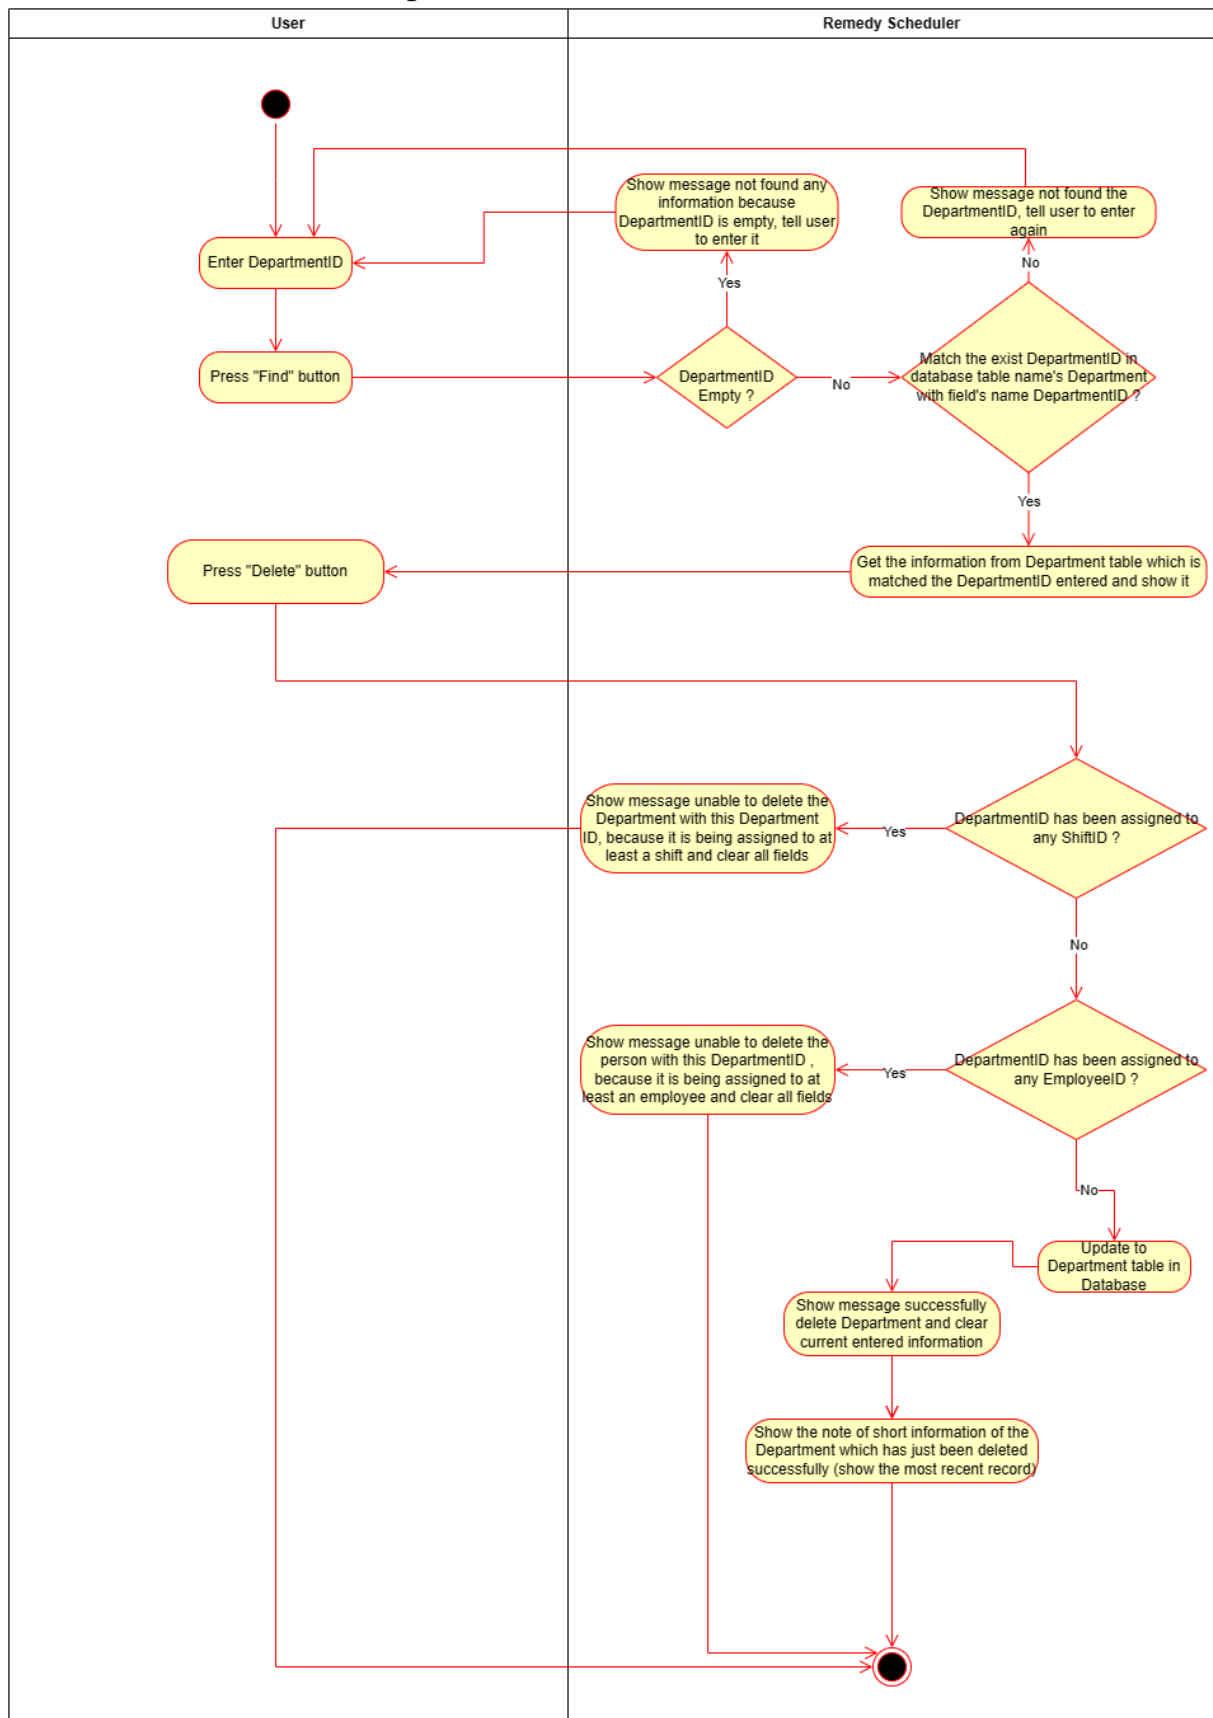 User
Remedy Scheduler
Show message not found any
information because
DepartmentID is empty, tell user
to enter it
Show message not found the
DepartmentID, tell user to enter
again
Enter DepartmentID
Yes
No
Press "Find" button
DepartmentID
Empty ?
No
Match the exist DepartmentID in
database table name's Department
with field's name DepartmentID ?
Yes
Press "Delete" button
Get the information from Department table which is
matched the DepartmentID entered and show it
Show message unable to delete the
Department with this Department
ID, because it is being assigned to at
least a shift and clear all fields
Yes
DepartmentID has been assigned to
any ShiftID ?
No
Show message unable to delete the
person with this DepartmentID ,
because it is being assigned to at
least an employee and clear all fields
Yes
DepartmentID has been assigned to
any EmployeeID ?
No
Update to
Department table in
Database
Show message successfully
delete Department and clear
current entered information
Show the note of short information of the
Department which has just been deleted
successfully (show the most recent record)